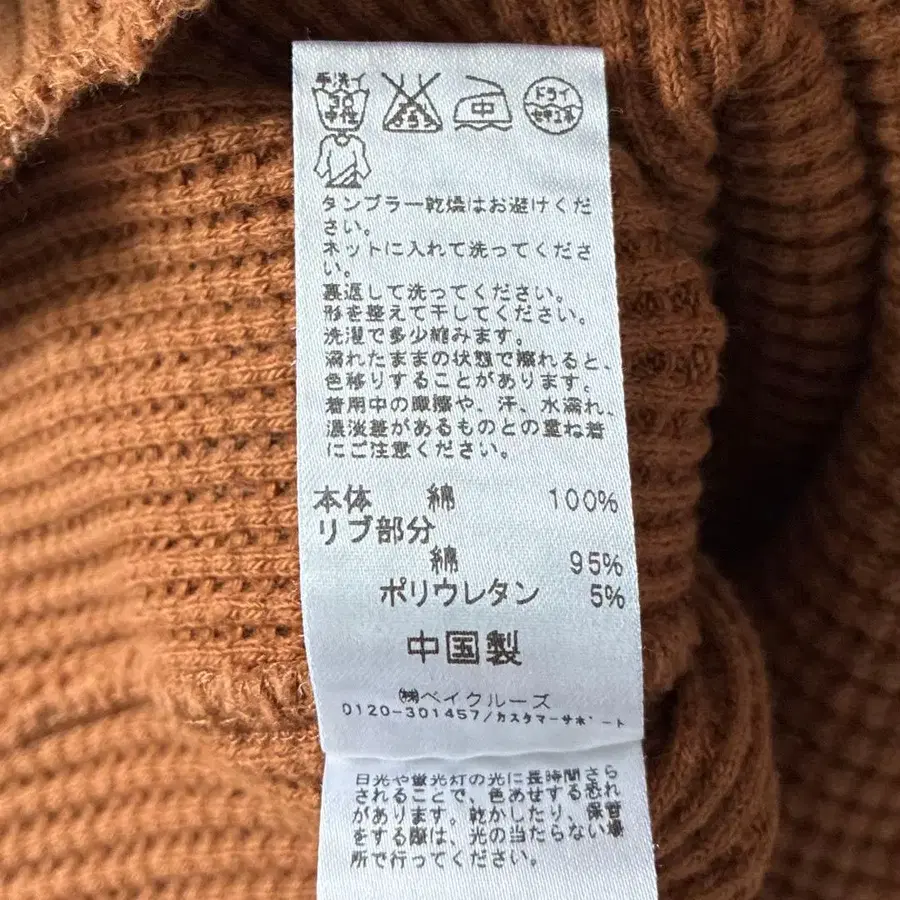 手洗イ
30
中性
エンソ
サラシ
中
ドライ
セキユ系
タンブラー乾燥はお避けくだ
さい。
ネットに入れて洗ってくださ
い。
裏返して洗ってください。
形を整えて干してください。
洗濯で多少縮みます。
濡れたままの状態で擦れると、
色移りすることがあります。
着用中の摩擦や、汗、水濡れ、
濃淡差があるものとの重ね着
にご注意ください。
本体 綿 100%
リブ部分
綿 95%
ポリウレタン 5%
中国製
㈱ベイクルーズ
0120-301457/カスタマーサポート
日光や蛍光灯の光に長時間さら
されることで、色あせする恐れ
があります。乾かしたり、保管
をする際は、光の当たらない場
所で行ってください。